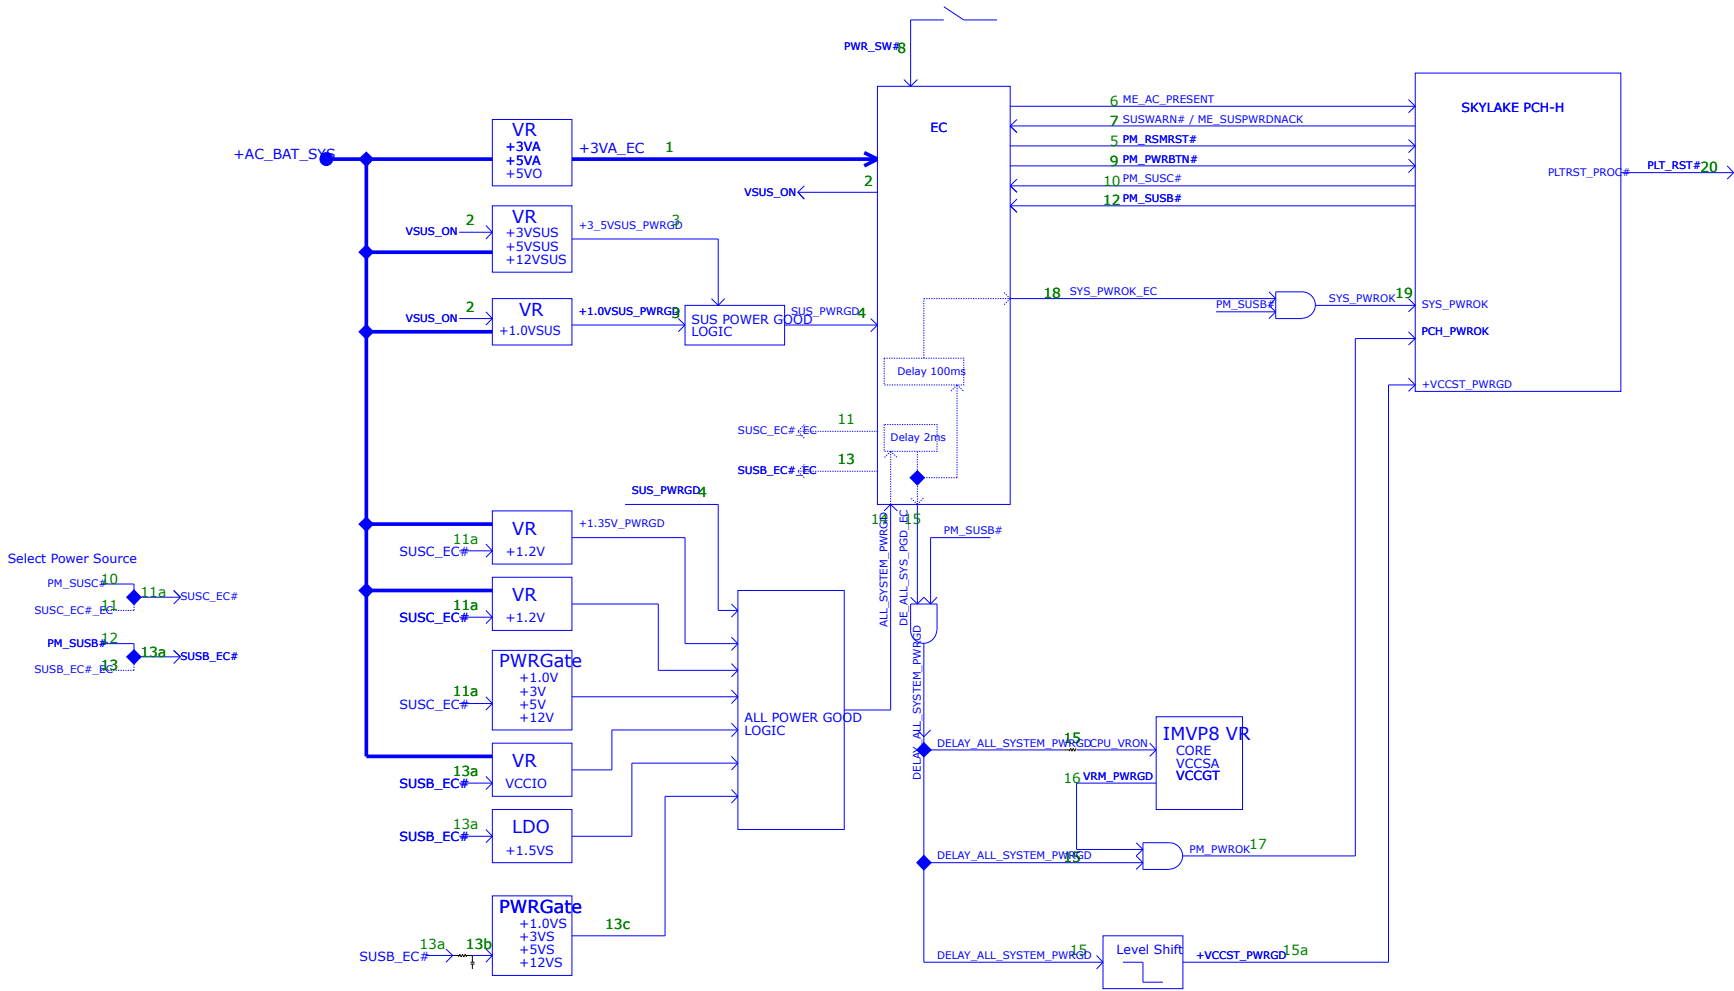 PWR_SW# 8
EC
SKYLAKE PCH-H
6 ME_AC_PRESENT
7 SUSWARN# / ME_SUSPWRDNACK
5 PM_RSMRST#
9 PM_PWRBTN#
10 PM_SUSC#
12 PM_SUSB#
PLTRST_PROC#
PLT_RST# 20
+AC_BAT_SYS
VR
+3VA
+5VA
+5VO
+3VA_EC 1
VSUS_ON 2
VSUS_ON 2
VR
+3VSUS
+5VSUS
+12VSUS
+3_5VSUS_PWRGD 3
VSUS_ON 2
VR
+1.0VSUS
+1.0VSUS_PWRGD 3
SUS POWER GOOD
LOGIC
SUS_PWRGD 4
18 SYS_PWROK_EC
PM_SUSB#
SYS_PWROK 19
SYS_PWROK
PCH_PWROK
+VCCST_PWRGD
Delay 100ms
Delay 2ms
SUSC_EC#_EC 11
SUSB_EC#_EC 13
SUS_PWRGD 4
14 15
ALL_SYSTEM_PWRGD
DE_ALL_SYS_PGD_EC
PM_SUSB#
VR
+1.2V
+1.35V_PWRGD
SUSC_EC# 11a
VR
+1.2V
SUSC_EC# 11a
PWRGate
+1.0V
+3V
+5V
+12V
SUSC_EC# 11a
VR
VCCIO
SUSB_EC# 13a
LDO
+1.5VS
SUSB_EC# 13a
PWRGate
+1.0VS
+3VS
+5VS
+12VS
SUSB_EC# 13a 13b
13c
ALL POWER GOOD
LOGIC
Select Power Source
PM_SUSC# 10
SUSC_EC#_EC 11
11a SUSC_EC#
PM_SUSB# 12
SUSB_EC#_EC 13
13a SUSB_EC#
DELAY_ALL_SYSTEM_PWRGD
DELAY_ALL_SYSTEM_PWRGD 15 CPU_VRON
IMVP8 VR
CORE
VCCSA
VCCGT
16 VRM_PWRGD
DELAY_ALL_SYSTEM_PWRGD 15
PM_PWROK 17
DELAY_ALL_SYSTEM_PWRGD 15
Level Shift
+VCCST_PWRGD 15a